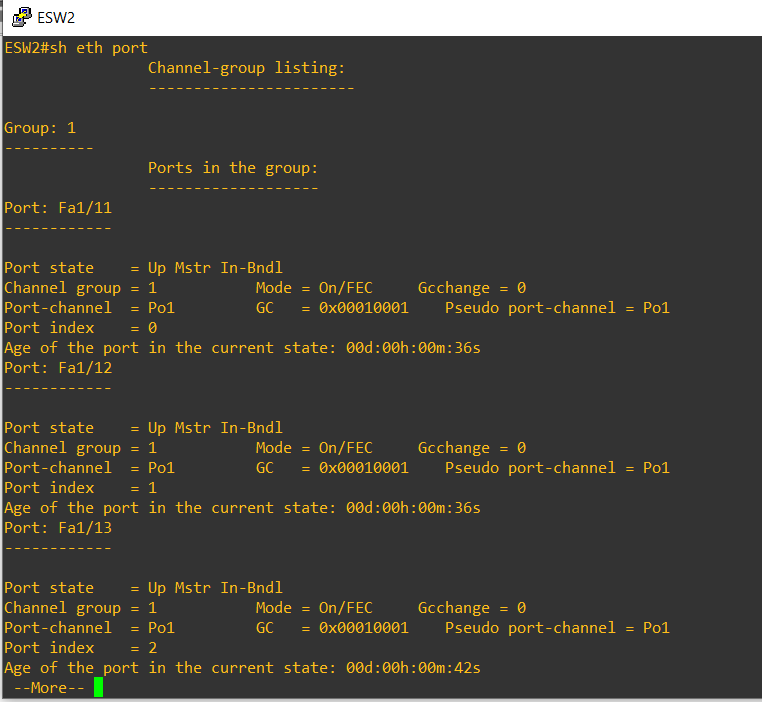 ESW2
ESW2#sh eth port
Channel-group listing:
-----------------------
Group: 1
----------
Ports in the group:
-------------------
Port: Fa1/11
------------
Port state    = Up Mstr In-Bndl
Channel group = 1           Mode = On/FEC     Gcchange = 0
Port-channel  = Po1         GC   = 0x00010001    Pseudo port-channel = Po1
Port index    = 0
Age of the port in the current state: 00d:00h:00m:36s
Port: Fa1/12
------------
Port state    = Up Mstr In-Bndl
Channel group = 1           Mode = On/FEC     Gcchange = 0
Port-channel  = Po1         GC   = 0x00010001    Pseudo port-channel = Po1
Port index    = 1
Age of the port in the current state: 00d:00h:00m:36s
Port: Fa1/13
------------
Port state    = Up Mstr In-Bndl
Channel group = 1           Mode = On/FEC     Gcchange = 0
Port-channel  = Po1         GC   = 0x00010001    Pseudo port-channel = Po1
Port index    = 2
Age of the port in the current state: 00d:00h:00m:42s
--More--